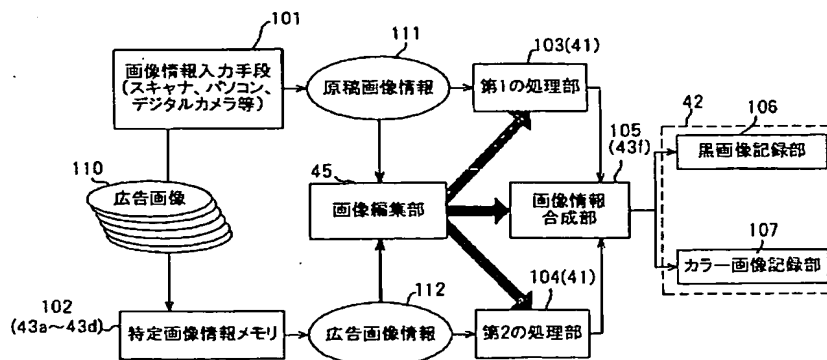 101
画像情報入力手段
(スキャナ、パソコン、
デジタルカメラ等)
111
原稿画像情報
103(41)
第1の処理部
110
広告画像
45
画像編集部
105
(43f)
画像情報
合成部
42
106
黒画像記録部
107
カラー画像記録部
102
(43a~43d)
特定画像情報メモリ
112
広告画像情報
104(41)
第2の処理部